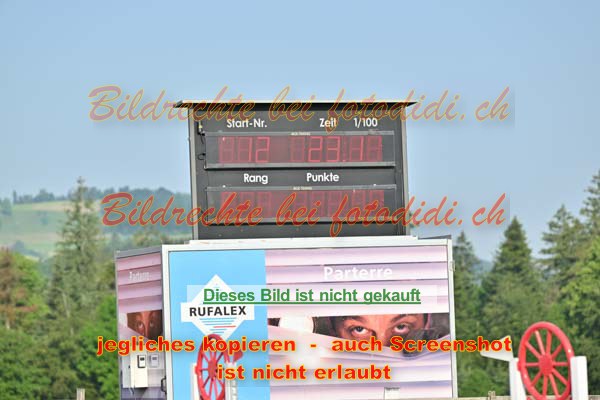 Bildrechte bei fotodidi.ch
Start-Nr. Zeit 1/100
Rang Punkte
Bildrechte bei fotodidi.ch
Parterre
Dieses Bild ist nicht gekauft
RUFALEX
jegliches kopieren - auch Screenshot
ist nicht erlaubt